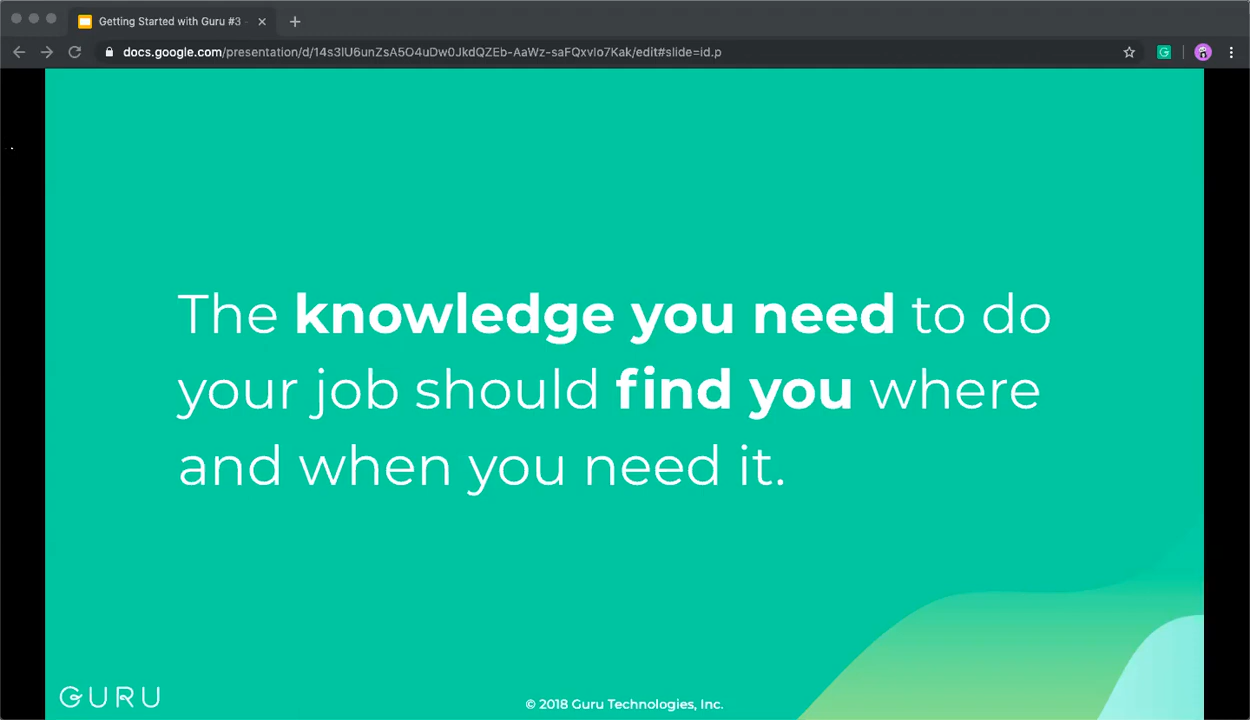 Getting Started with Guru #3
docs.google.com/presentation/d/14s3lU6unZsA5O4uDw0JkdQZEb-AaWz-saFQxvlo7Kak/edit#slide=id.p
The knowledge you need to do
your job should find you where
and when you need it.
GURU
© 2018 Guru Technologies, Inc.